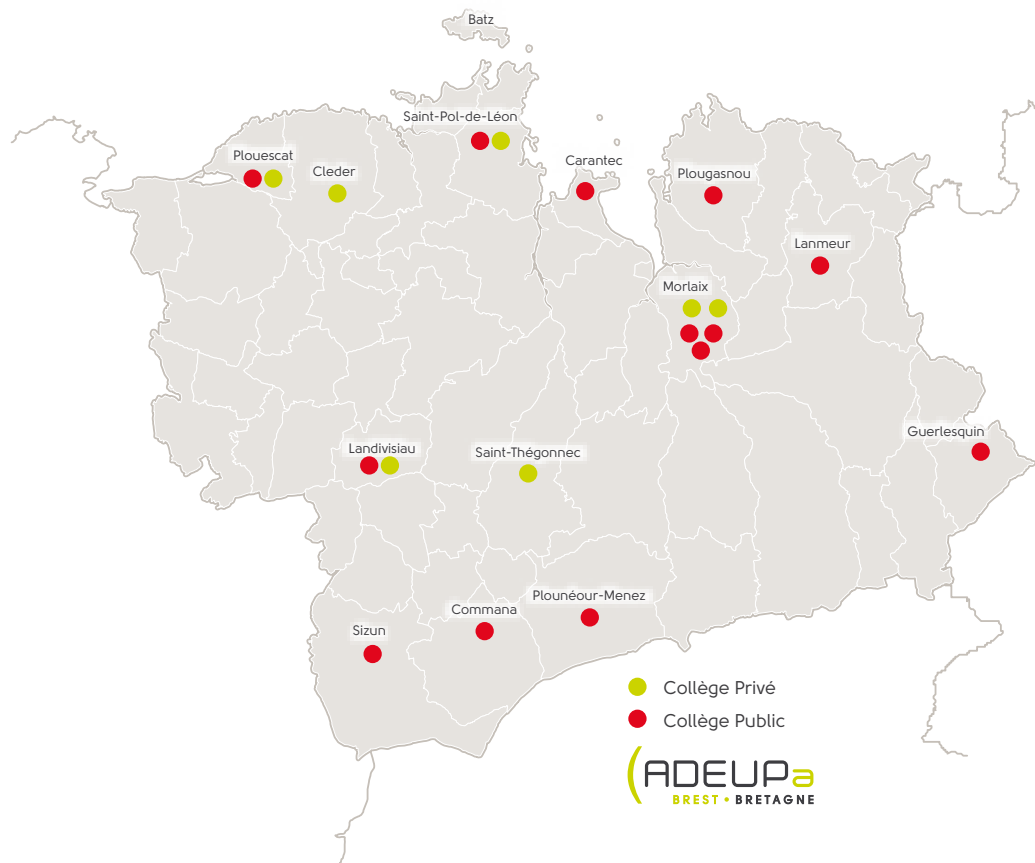 Batz
Saint-Pol-de-Léon
Plouescat
Cleder
Carantec
Plougasnou
Lanmeur
Morlaix
Guerlesquin
Landivisiau
Saint-Thégonnec
Plounéour-Menez
Commana
Sizun
Collège Privé
Collège Public
ADEUPa
BREST • BRETAGNE